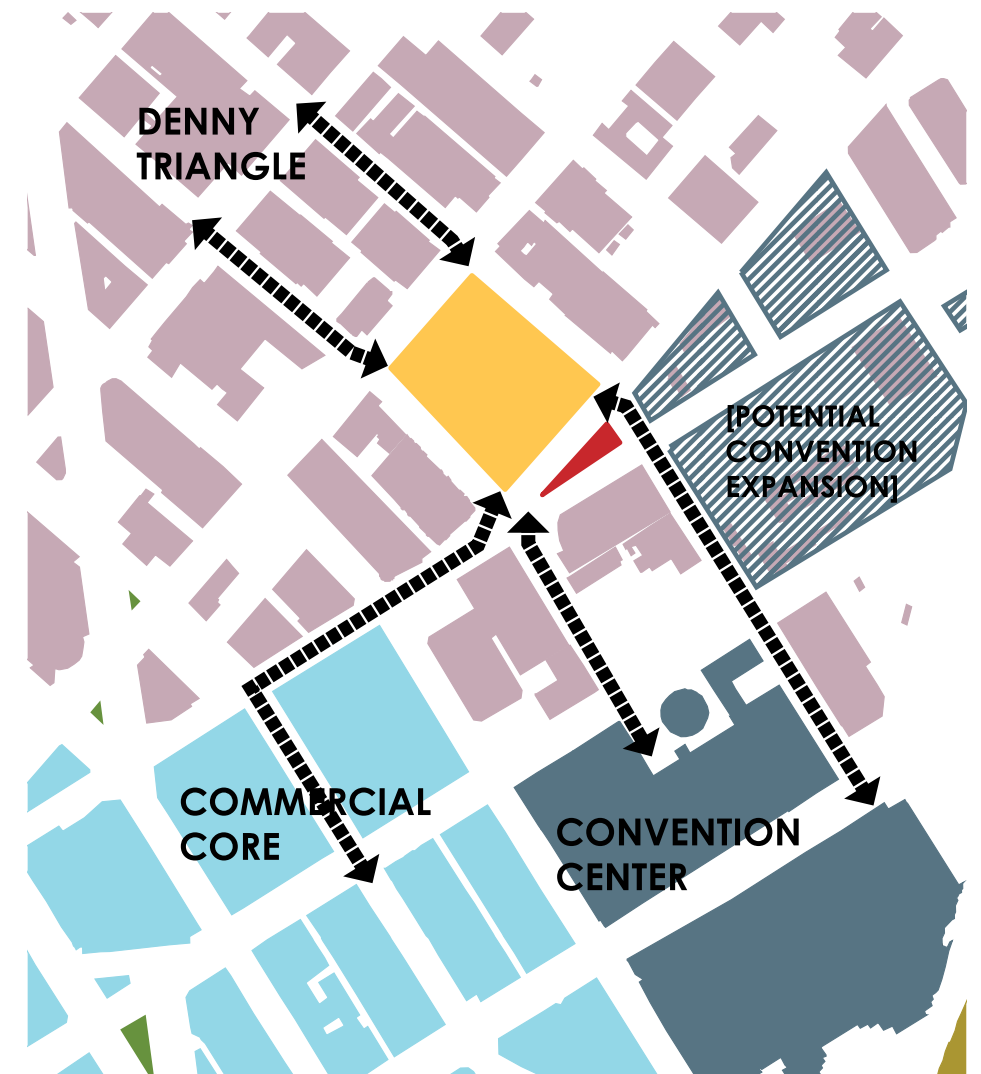 DENNY
TRIANGLE
[POTENTIAL
CONVENTION
EXPANSION]
COMMERCIAL
CORE
CONVENTION
CENTER